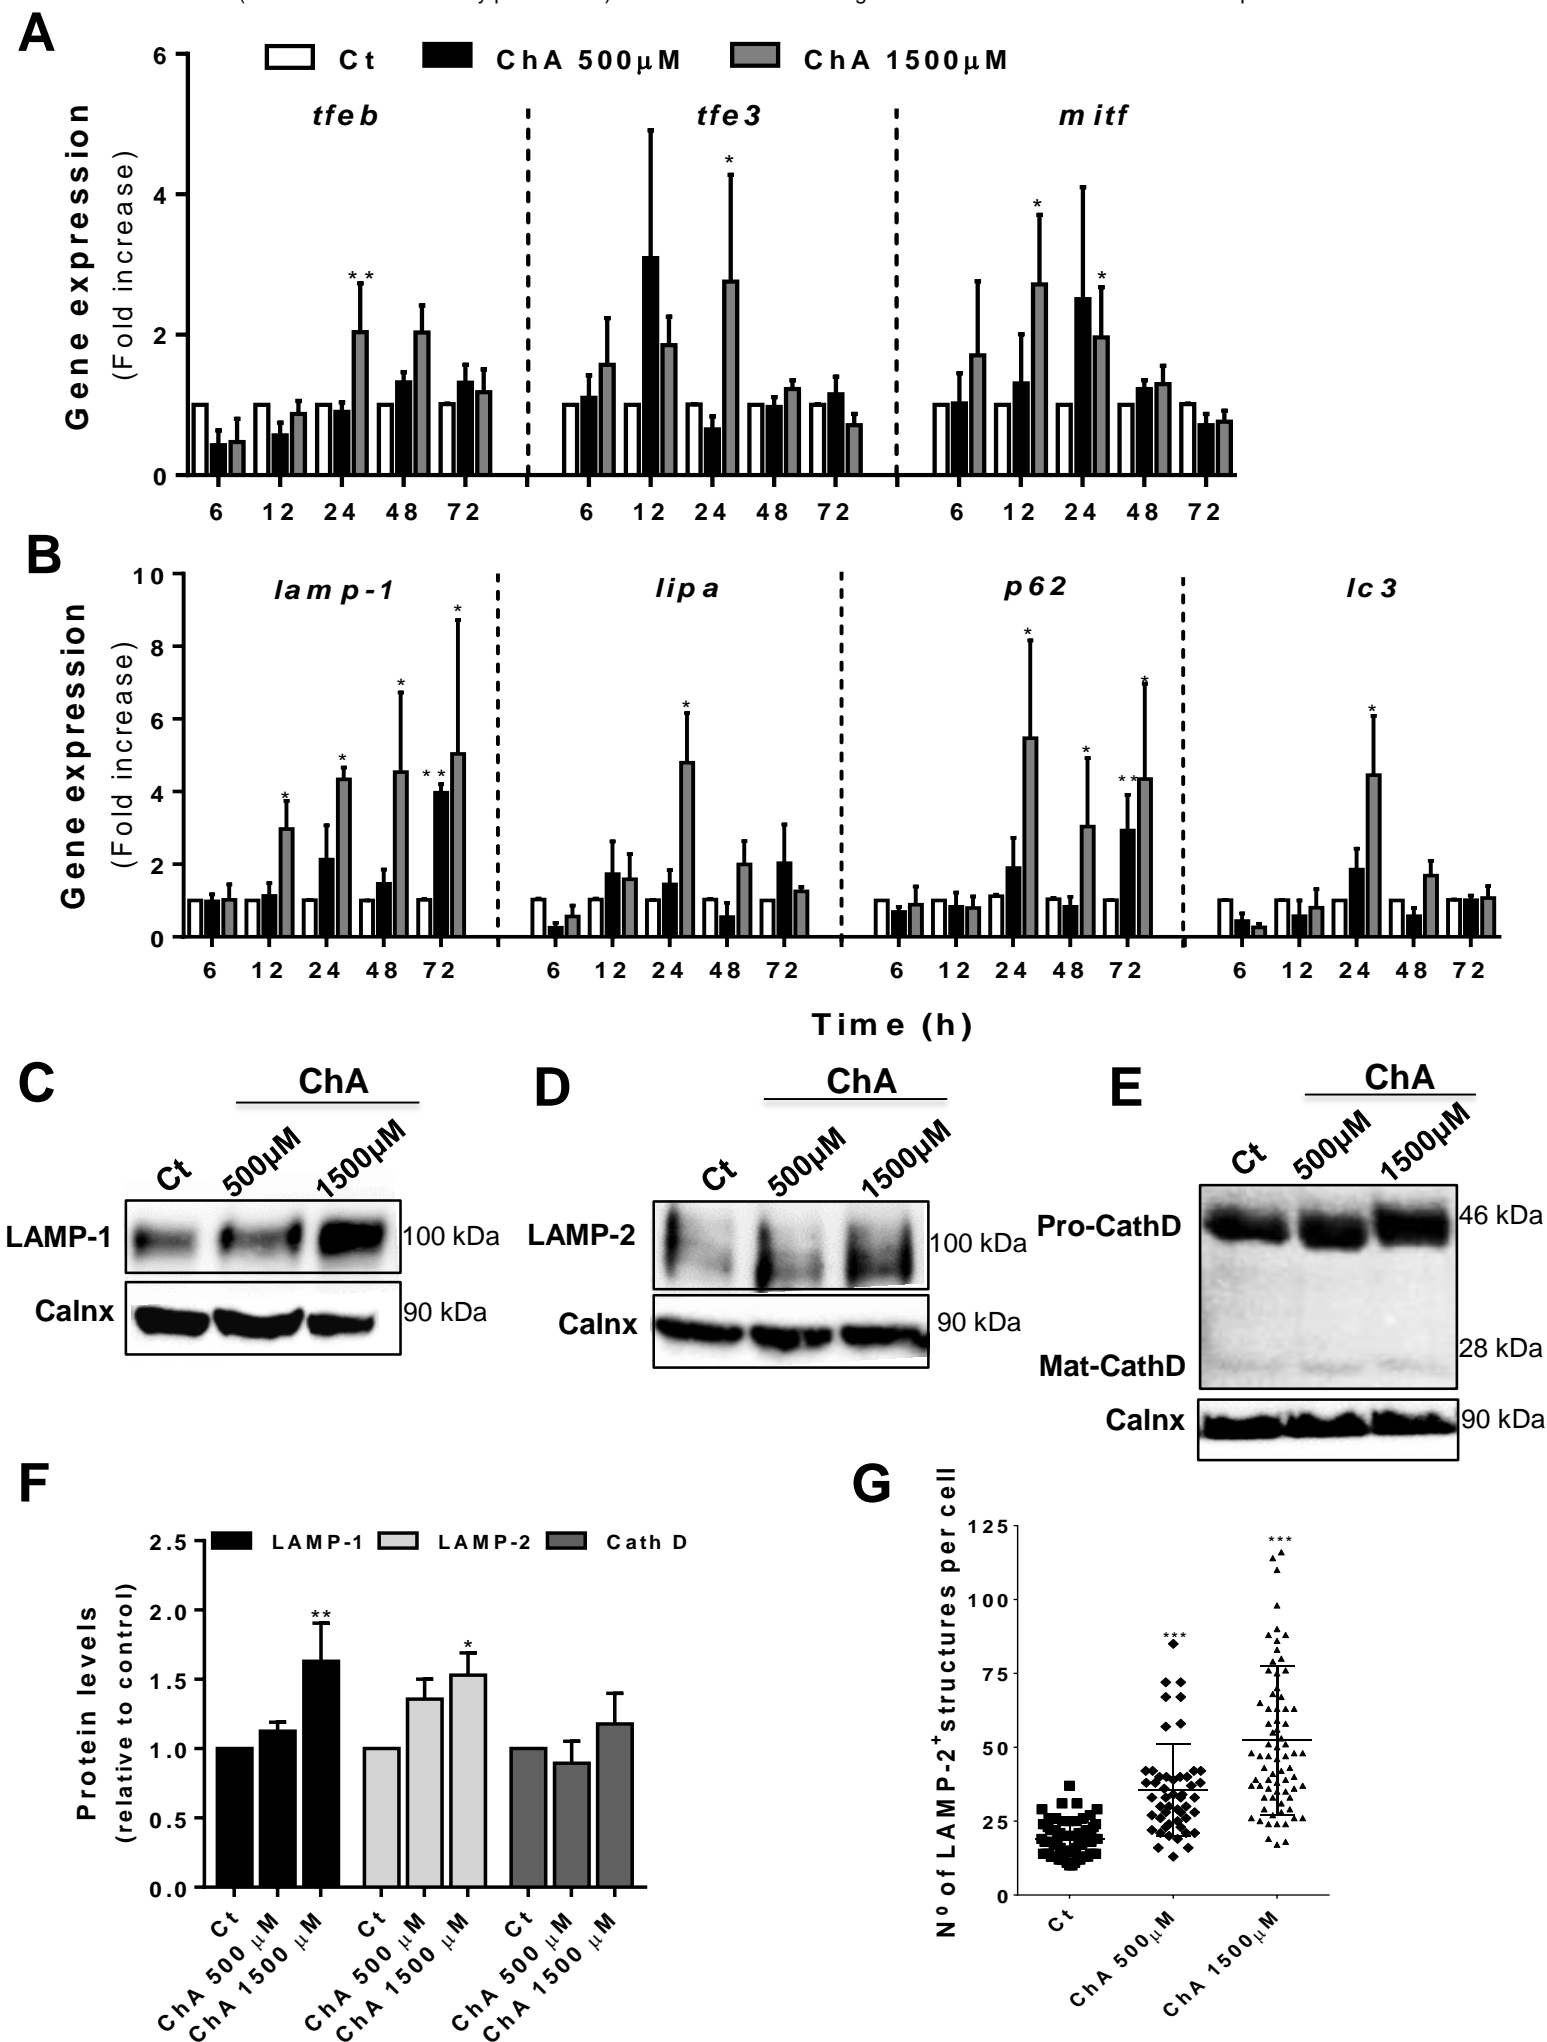 A
Ct ChA 500µM ChA 1500µM
tfeb tfe3 mitf
Gene expression
(Fold increase)
6
4
2
0
** * * *
6 12 24 48 72 6 12 24 48 72 6 12 24 48 72
B
lamp-1 lipa p62 lc3
Gene expression
(Fold increase)
10
8
6
4
2
0
* * * ** * * * * ** * *
6 12 24 48 72 6 12 24 48 72 6 12 24 48 72 6 12 24 48 72
Time (h)
C
ChA
Ct 500µM 1500µM
LAMP-1 100 kDa
Calnx 90 kDa
D
ChA
Ct 500µM 1500µM
LAMP-2 100 kDa
Calnx 90 kDa
E
ChA
Ct 500µM 1500µM
Pro-CathD 46 kDa
Mat-CathD 28 kDa
Calnx 90 kDa
F
LAMP-1 LAMP-2 Cath D
Protein levels
(relative to control)
2.5
2.0
1.5
1.0
0.5
0.0
** *
Ct ChA 500 µM ChA 1500 µM Ct ChA 500 µM ChA 1500 µM Ct ChA 500 µM ChA 1500 µM
G
Nº of LAMP-2+structures per cell
125
100
75
50
25
0
*** ***
Ct ChA 500µM ChA 1500µM